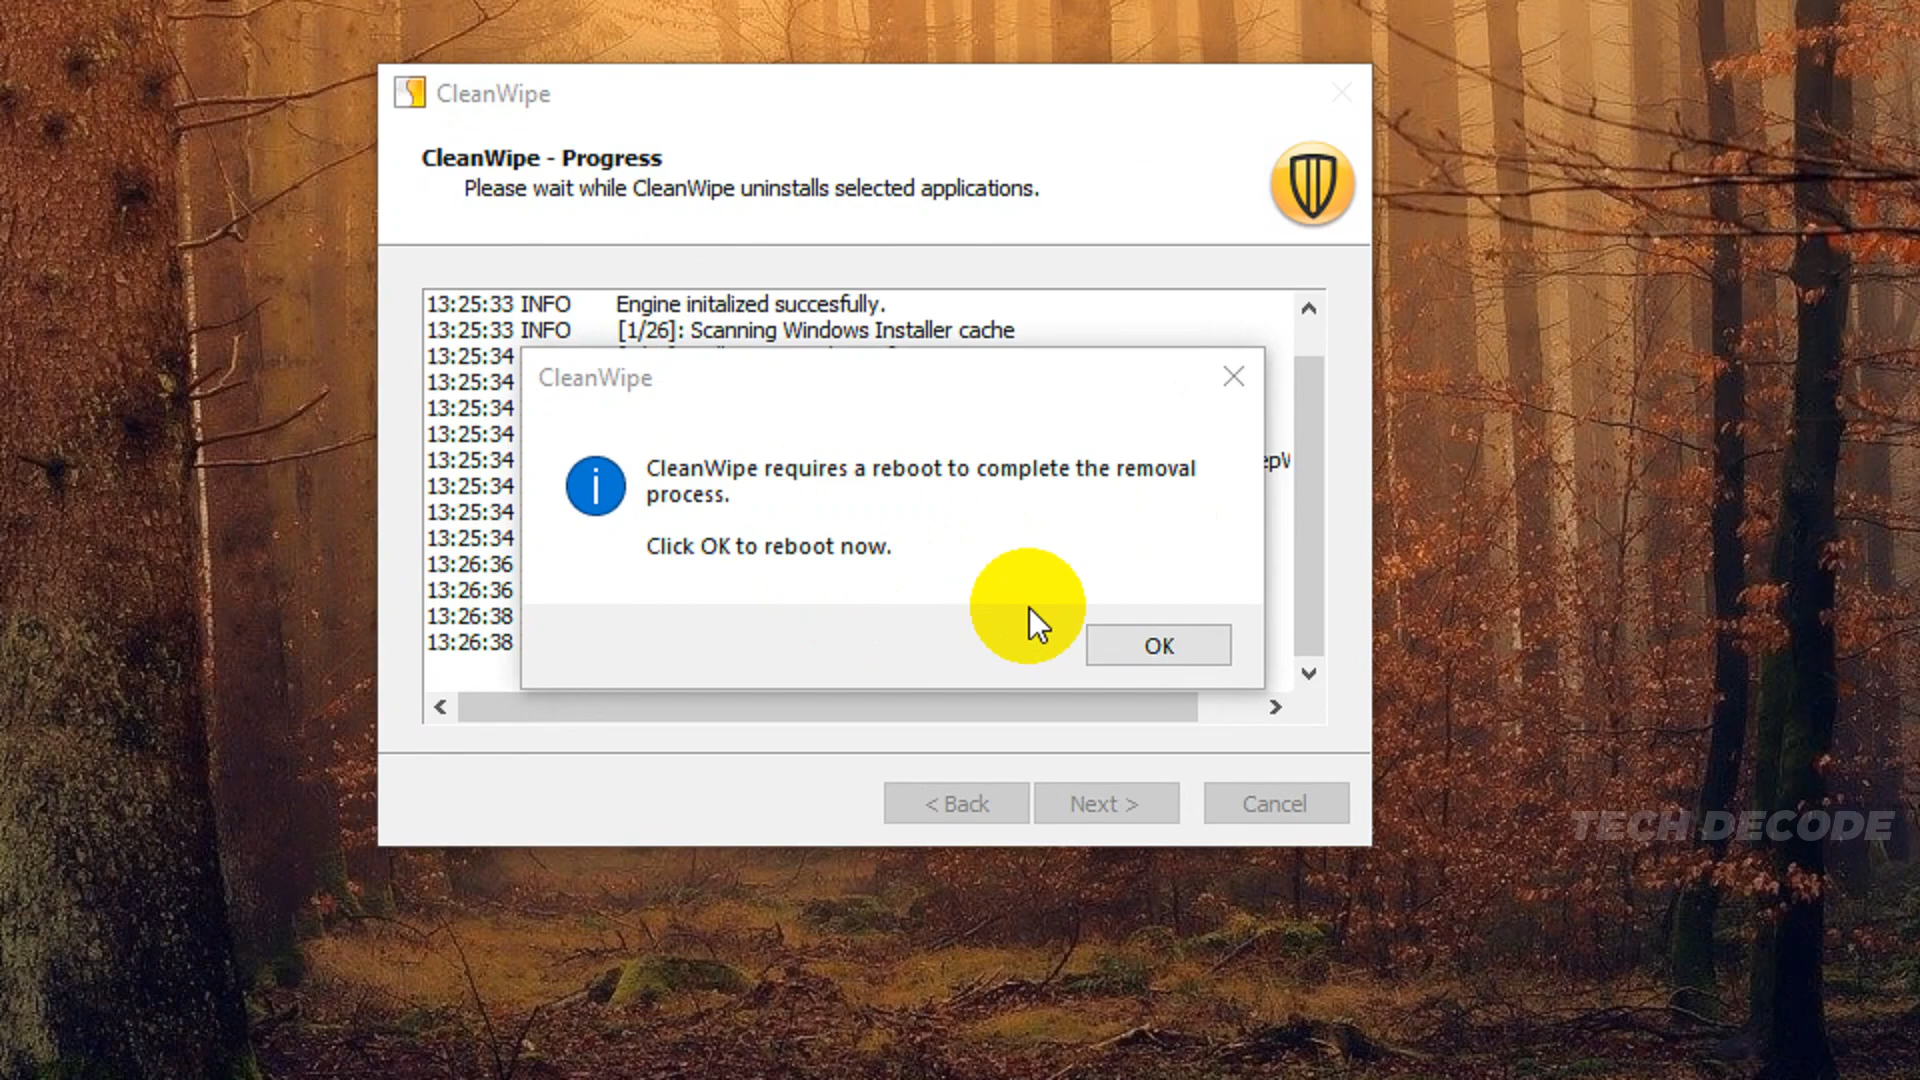 CleanWipe
CleanWipe - Progress
Please wait while CleanWipe uninstalls selected applications.
13:25:33 INFO Engine initalized succesfully.
13:25:33 INFO [1/26]: Scanning Windows Installer cache
13:25:34
13:25:34
13:25:34
13:25:34
13:25:34
13:25:34
13:25:34
13:25:34
13:26:36
13:26:36
13:26:38
13:26:38
CleanWipe
CleanWipe requires a reboot to complete the removal
process.
Click OK to reboot now.
OK
< Back
Next >
Cancel
TECH DECODE